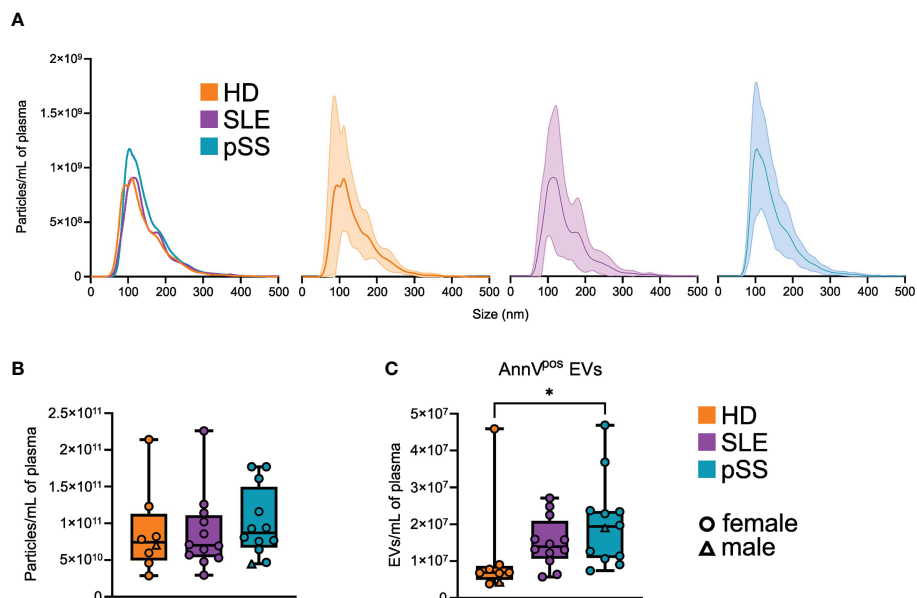 A
2×10⁹
1.5×10⁹
1×10⁹
5×10⁸
0
Particles/mL of plasma
HD
SLE
pSS
0 100 200 300 400 500
0 100 200 300 400 500
0 100 200 300 400 500
0 100 200 300 400 500
Size (nm)
B
2.5×10¹¹
2×10¹¹
1.5×10¹¹
1×10¹¹
5×10¹⁰
0
Particles/mL of plasma
C
AnnVᵖᵒˢ EVs
*
5×10⁷
4×10⁷
3×10⁷
2×10⁷
1×10⁷
0
EVs/mL of plasma
HD
SLE
pSS
female
male